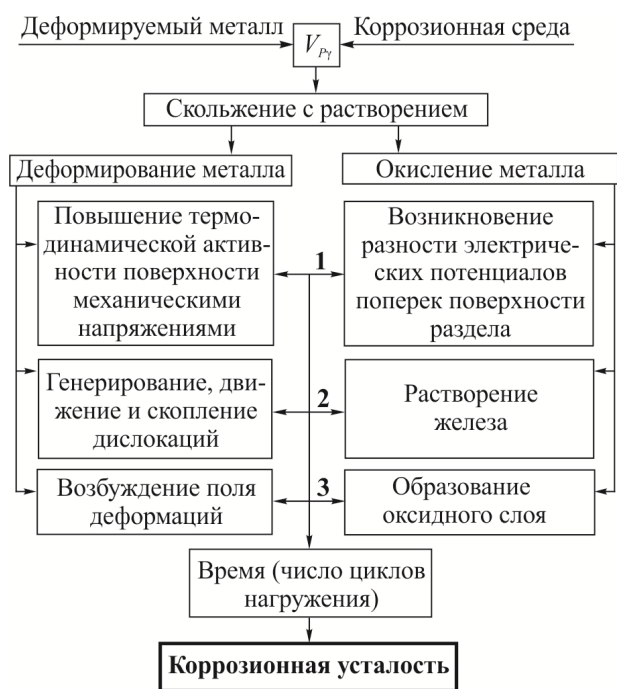 Деформируемый металл
V_Pγ
Коррозионная среда
Скольжение с растворением
Деформирование металла
Окисление металла
Повышение термо-
динамической актив-
ности поверхности
механическими
напряжениями
1
Возникновение
разности электриче-
ских потенциалов
поперек поверхности
раздела
Генерирование, дви-
жение и скопление
дислокаций
2
Растворение
железа
Возбуждение поля
деформаций
3
Образование
оксидного слоя
Время (число циклов
нагружения)
Коррозионная усталость